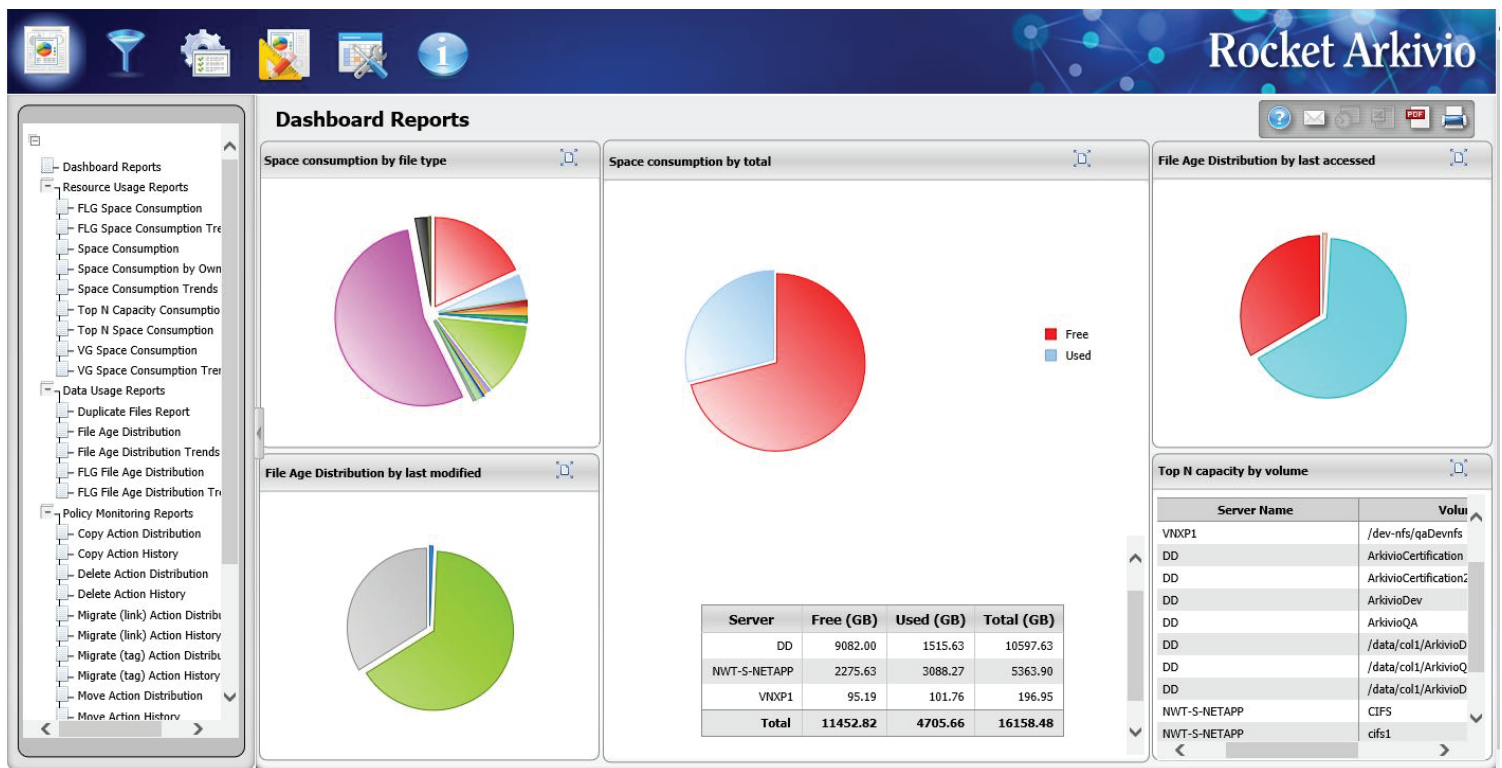 Rocket Arkivio
Dashboard Reports
Resource Usage Reports
FLG Space Consumption
FLG Space Consumption Tre
Space Consumption
Space Consumption by Own
Space Consumption Trends
Top N Capacity Consumptio
Top N Space Consumption
VG Space Consumption
VG Space Consumption Tre
Data Usage Reports
Duplicate Files Report
File Age Distribution
File Age Distribution Trends
FLG File Age Distribution
FLG File Age Distribution Tr
Policy Monitoring Reports
Copy Action Distribution
Copy Action History
Delete Action Distribution
Delete Action History
Migrate (link) Action Distribu
Migrate (link) Action History
Migrate (tag) Action Distribu
Migrate (tag) Action History
Move Action Distribution
Move Action History
Dashboard Reports
PDF
Space consumption by file type
Space consumption by total
Free
Used
Server Free (GB) Used (GB) Total (GB)
DD 9082.00 1515.63 10597.63
NWT-S-NETAPP 2275.63 3088.27 5363.90
VNXP1 95.19 101.76 196.95
Total 11452.82 4705.66 16158.48
File Age Distribution by last accessed
File Age Distribution by last modified
Top N capacity by volume
Server Name Volu
VNXP1 /dev-nfs/qaDevnfs
DD ArkivioCertification
DD ArkivioCertification2
DD ArkivioDev
DD ArkivioQA
DD /data/col1/ArkivioD
DD /data/col1/ArkivioQ
DD /data/col1/ArkivioD
NWT-S-NETAPP CIFS
NWT-S-NETAPP cifs1